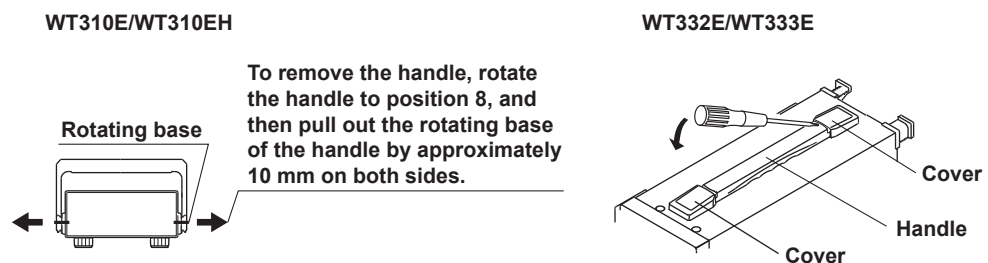 WT310E/WT310EH
To remove the handle, rotate
the handle to position 8, and
then pull out the rotating base
of the handle by approximately
10 mm on both sides.
Rotating base
WT332E/WT333E
Cover
Handle
Cover